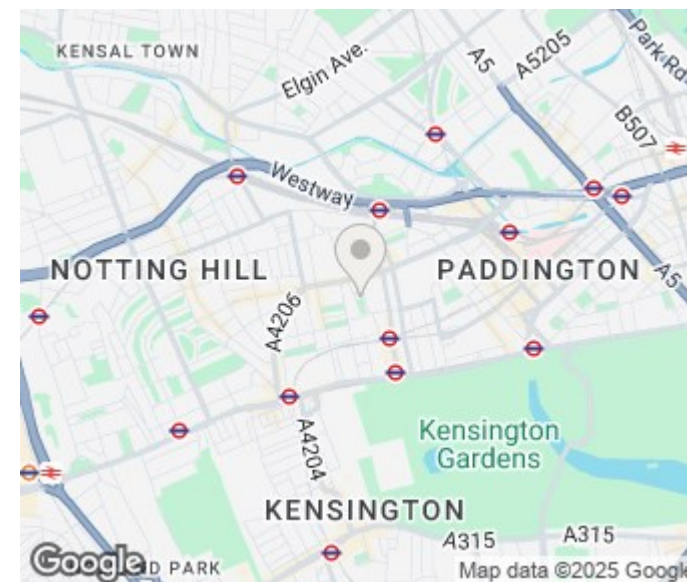 KENSAL TOWN
Elgin Ave.
A5
A5205
Park Rd
B507
Westway
NOTTING HILL
PADDINGTON
A5
A4206
A4204
Kensington
Gardens
KENSINGTON
A315
A315
Google
D PARK
Map data ©2025 Google